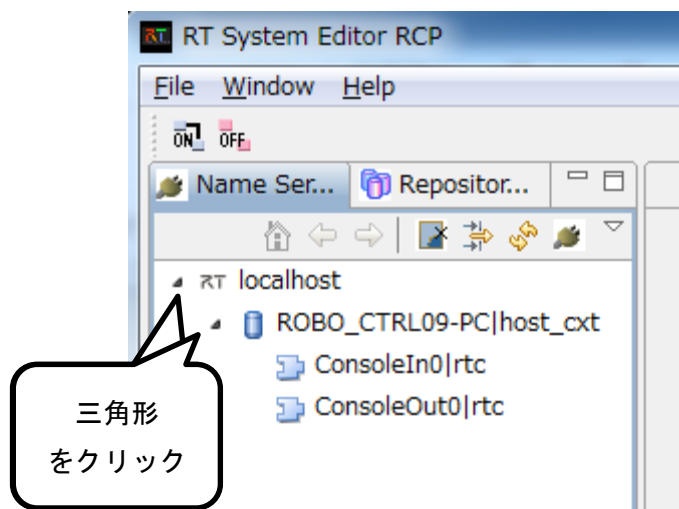 RT RT System Editor RCP
File Window Help
ON OFF
Name Ser... Repositor...
RT localhost
ROBO_CTRL09-PC|host_cxt
ConsoleIn0|rtc
ConsoleOut0|rtc
三角形
をクリック